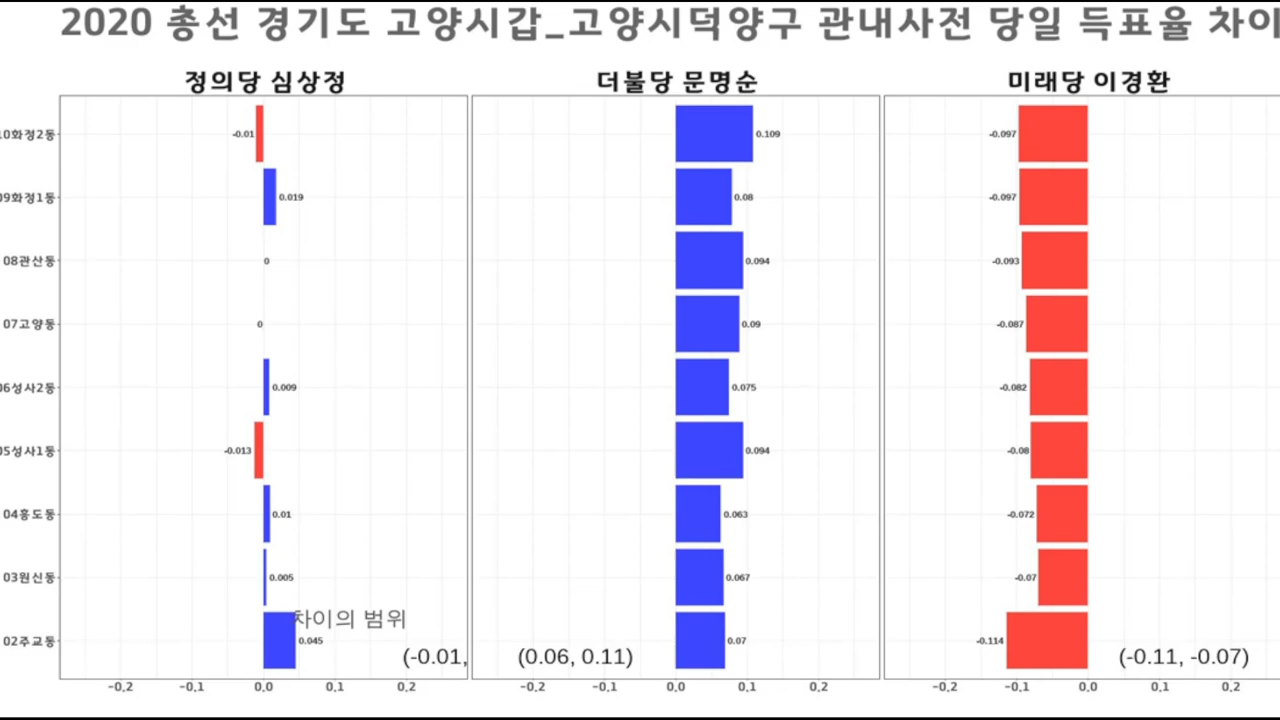 2020 총선 경기도 고양시갑_고양시덕양구 관내사전 당일 득표율 차이
정의당 심상정 더불당 문명순 미래당 이경환
10화정2동 -0.01 0.109 -0.097
09화정1동 0.019 0.08 -0.097
08관산동 0 0.094 -0.093
07고양동 0 0.09 -0.087
06성사2동 0.009 0.075 -0.082
05성사1동 -0.013 0.094 -0.08
04흥도동 0.01 0.063 -0.072
03원신동 0.005 0.067 -0.07
차이의 범위
02주교동 0.045 0.07 -0.114
(-0.01, (0.06, 0.11) (-0.11, -0.07)
-0.2 -0.1 0.0 0.1 0.2 -0.2 -0.1 0.0 0.1 0.2 -0.2 -0.1 0.0 0.1 0.2